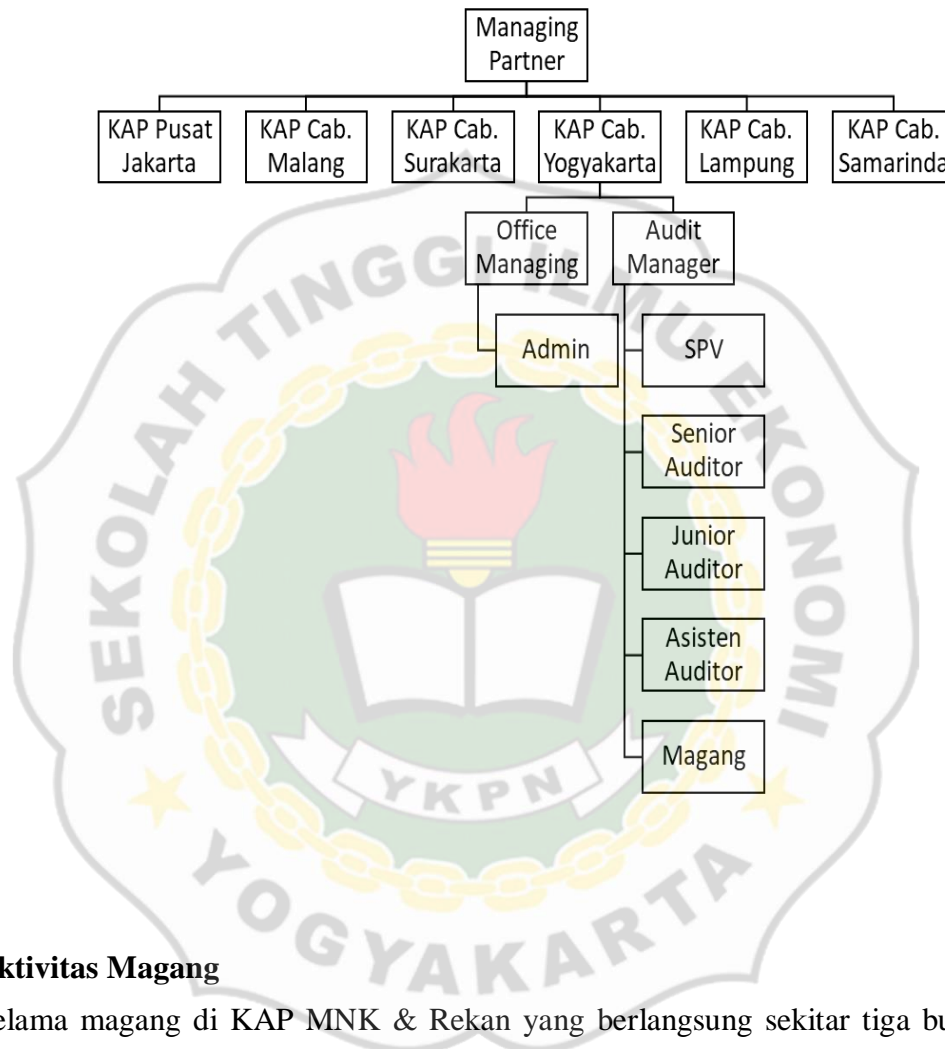 Managing
Partner
KAP Pusat
Jakarta
KAP Cab.
Malang
KAP Cab.
Surakarta
KAP Cab.
Yogyakarta
KAP Cab.
Lampung
KAP Cab.
Samarinda
Office
Managing
Audit
Manager
Admin
SPV
Senior
Auditor
Junior
Auditor
Asisten
Auditor
Magang
SEKOLAH TINGGI ILMU EKONOMI
YKPN
YOGYAKARTA
ktivitas Magang
elama magang di KAP MNK & Rekan yang berlangsung sekitar tiga bu